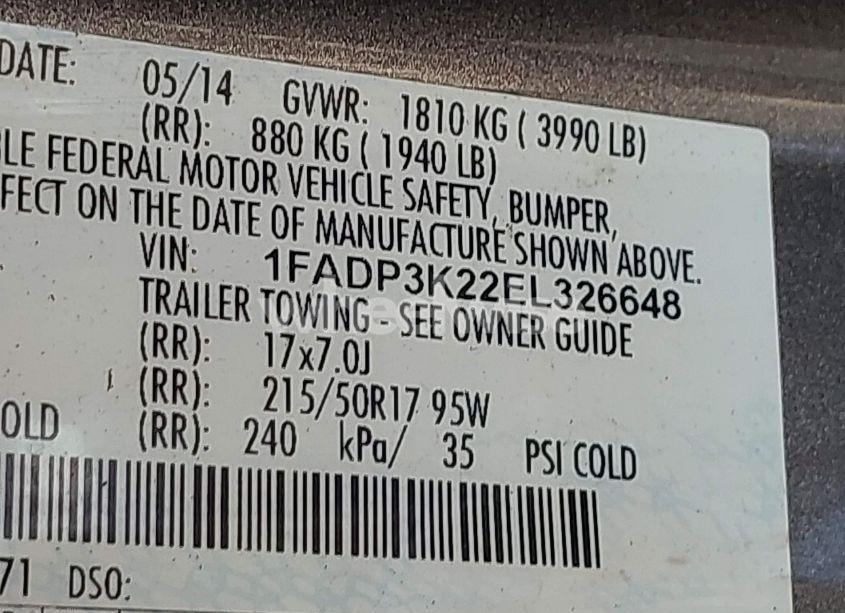 DATE: 05/14 GVWR: 1810 KG ( 3990 LB)
(RR): 880 KG ( 1940 LB)
LE FEDERAL MOTOR VEHICLE SAFETY, BUMPER,
FECT ON THE DATE OF MANUFACTURE SHOWN ABOVE.
VIN: 1FADP3K22EL326648
TRAILER TOWING - SEE OWNER GUIDE
(RR): 17x7.0J
(RR): 215/50R17 95W
OLD (RR): 240 kPa/ 35 PSI COLD
71 DSO: